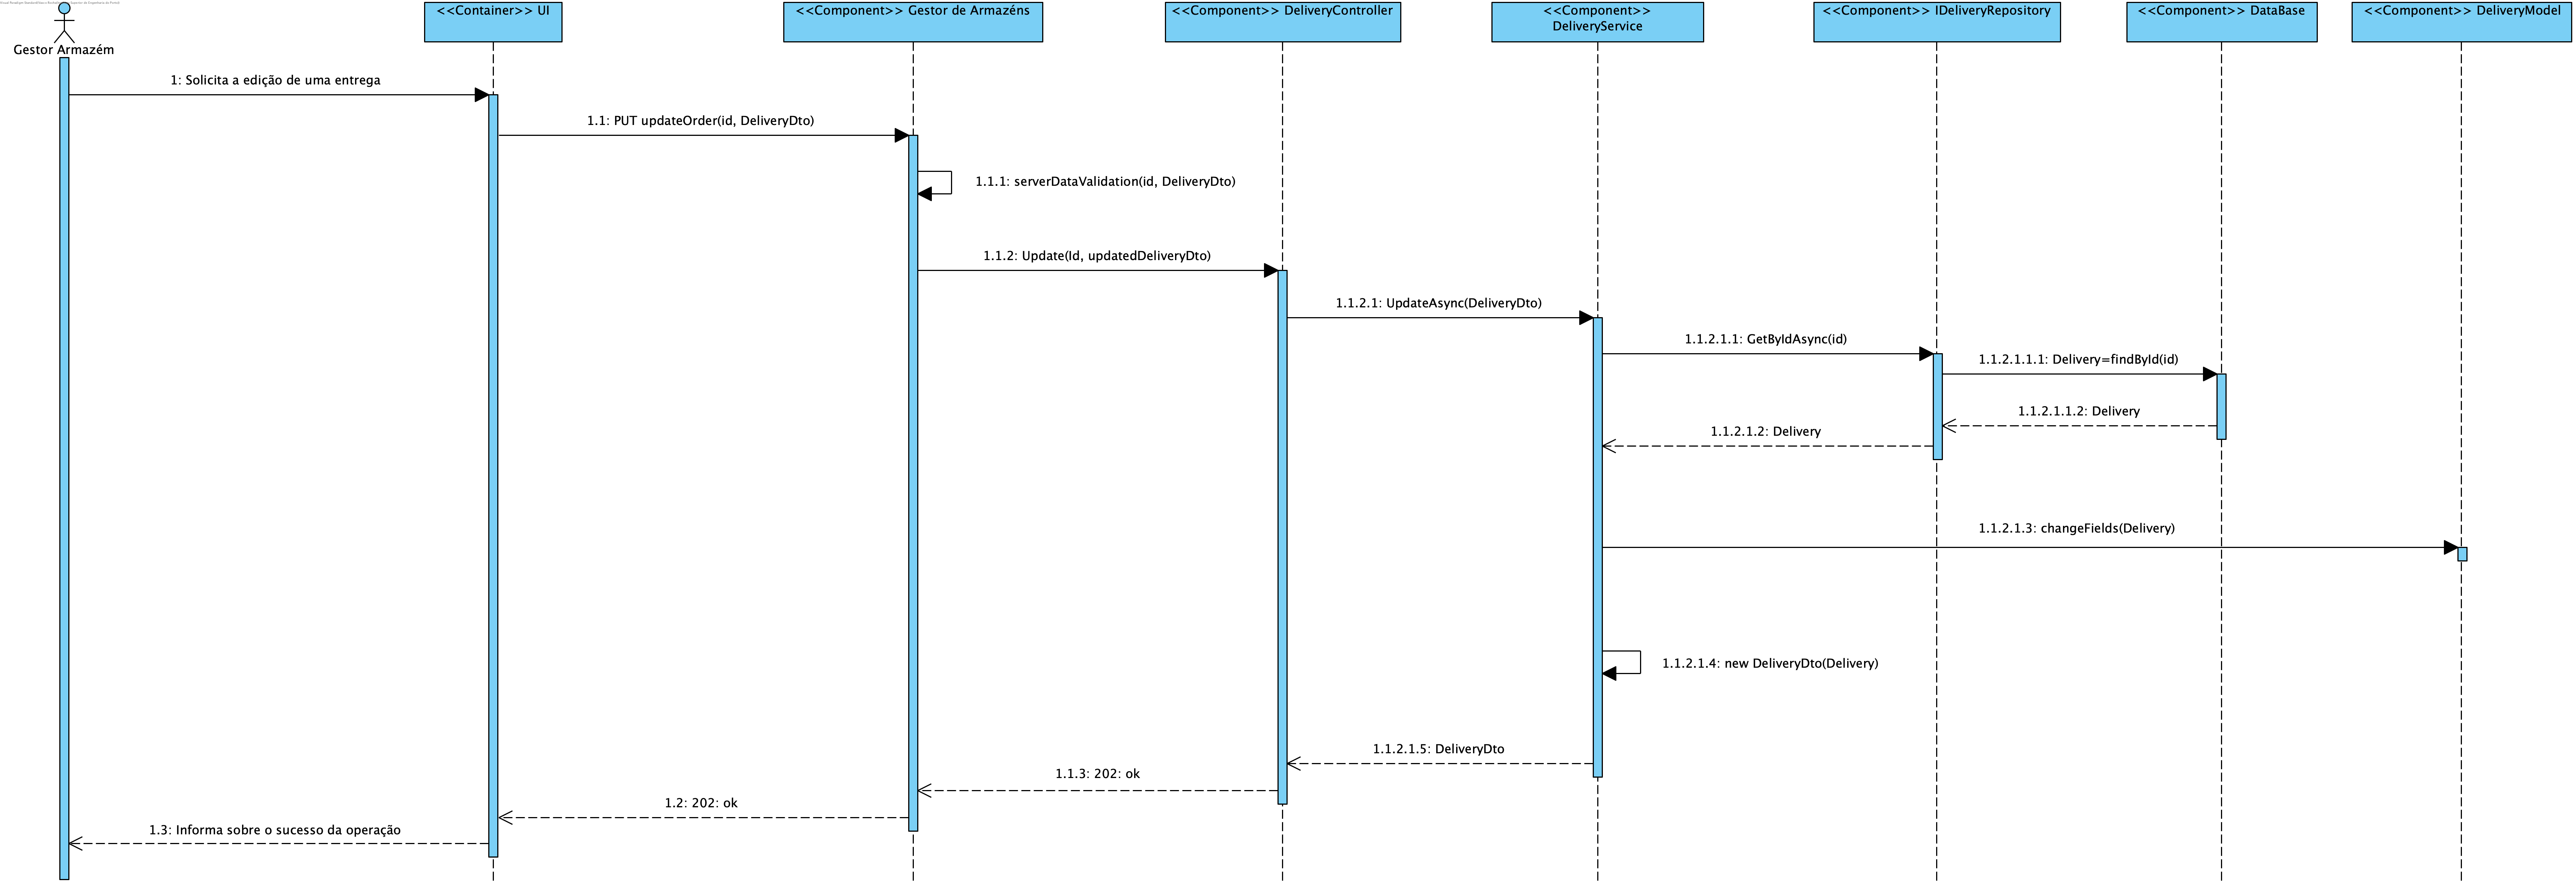 <<Container>> UI
<<Component>> Gestor de Armazéns
<<Component>> DeliveryController
<<Component>>
DeliveryService
<<Component>> IDeliveryRepository
<<Component>> DataBase
<<Component>> DeliveryModel
Gestor Armazém
1: Solicita a edição de uma entrega
1.1: PUT updateOrder(id, DeliveryDto)
1.1.1: serverDataValidation(id, DeliveryDto)
1.1.2: Update(Id, updatedDeliveryDto)
1.1.2.1: UpdateAsync(DeliveryDto)
1.1.2.1.1: GetByIdAsync(id)
1.1.2.1.1.1: Delivery=findById(id)
1.1.2.1.1.2: Delivery
1.1.2.1.2: Delivery
1.1.2.1.3: changeFields(Delivery)
1.1.2.1.4: new DeliveryDto(Delivery)
1.1.2.1.5: DeliveryDto
1.1.3: 202: ok
1.2: 202: ok
1.3: Informa sobre o sucesso da operação